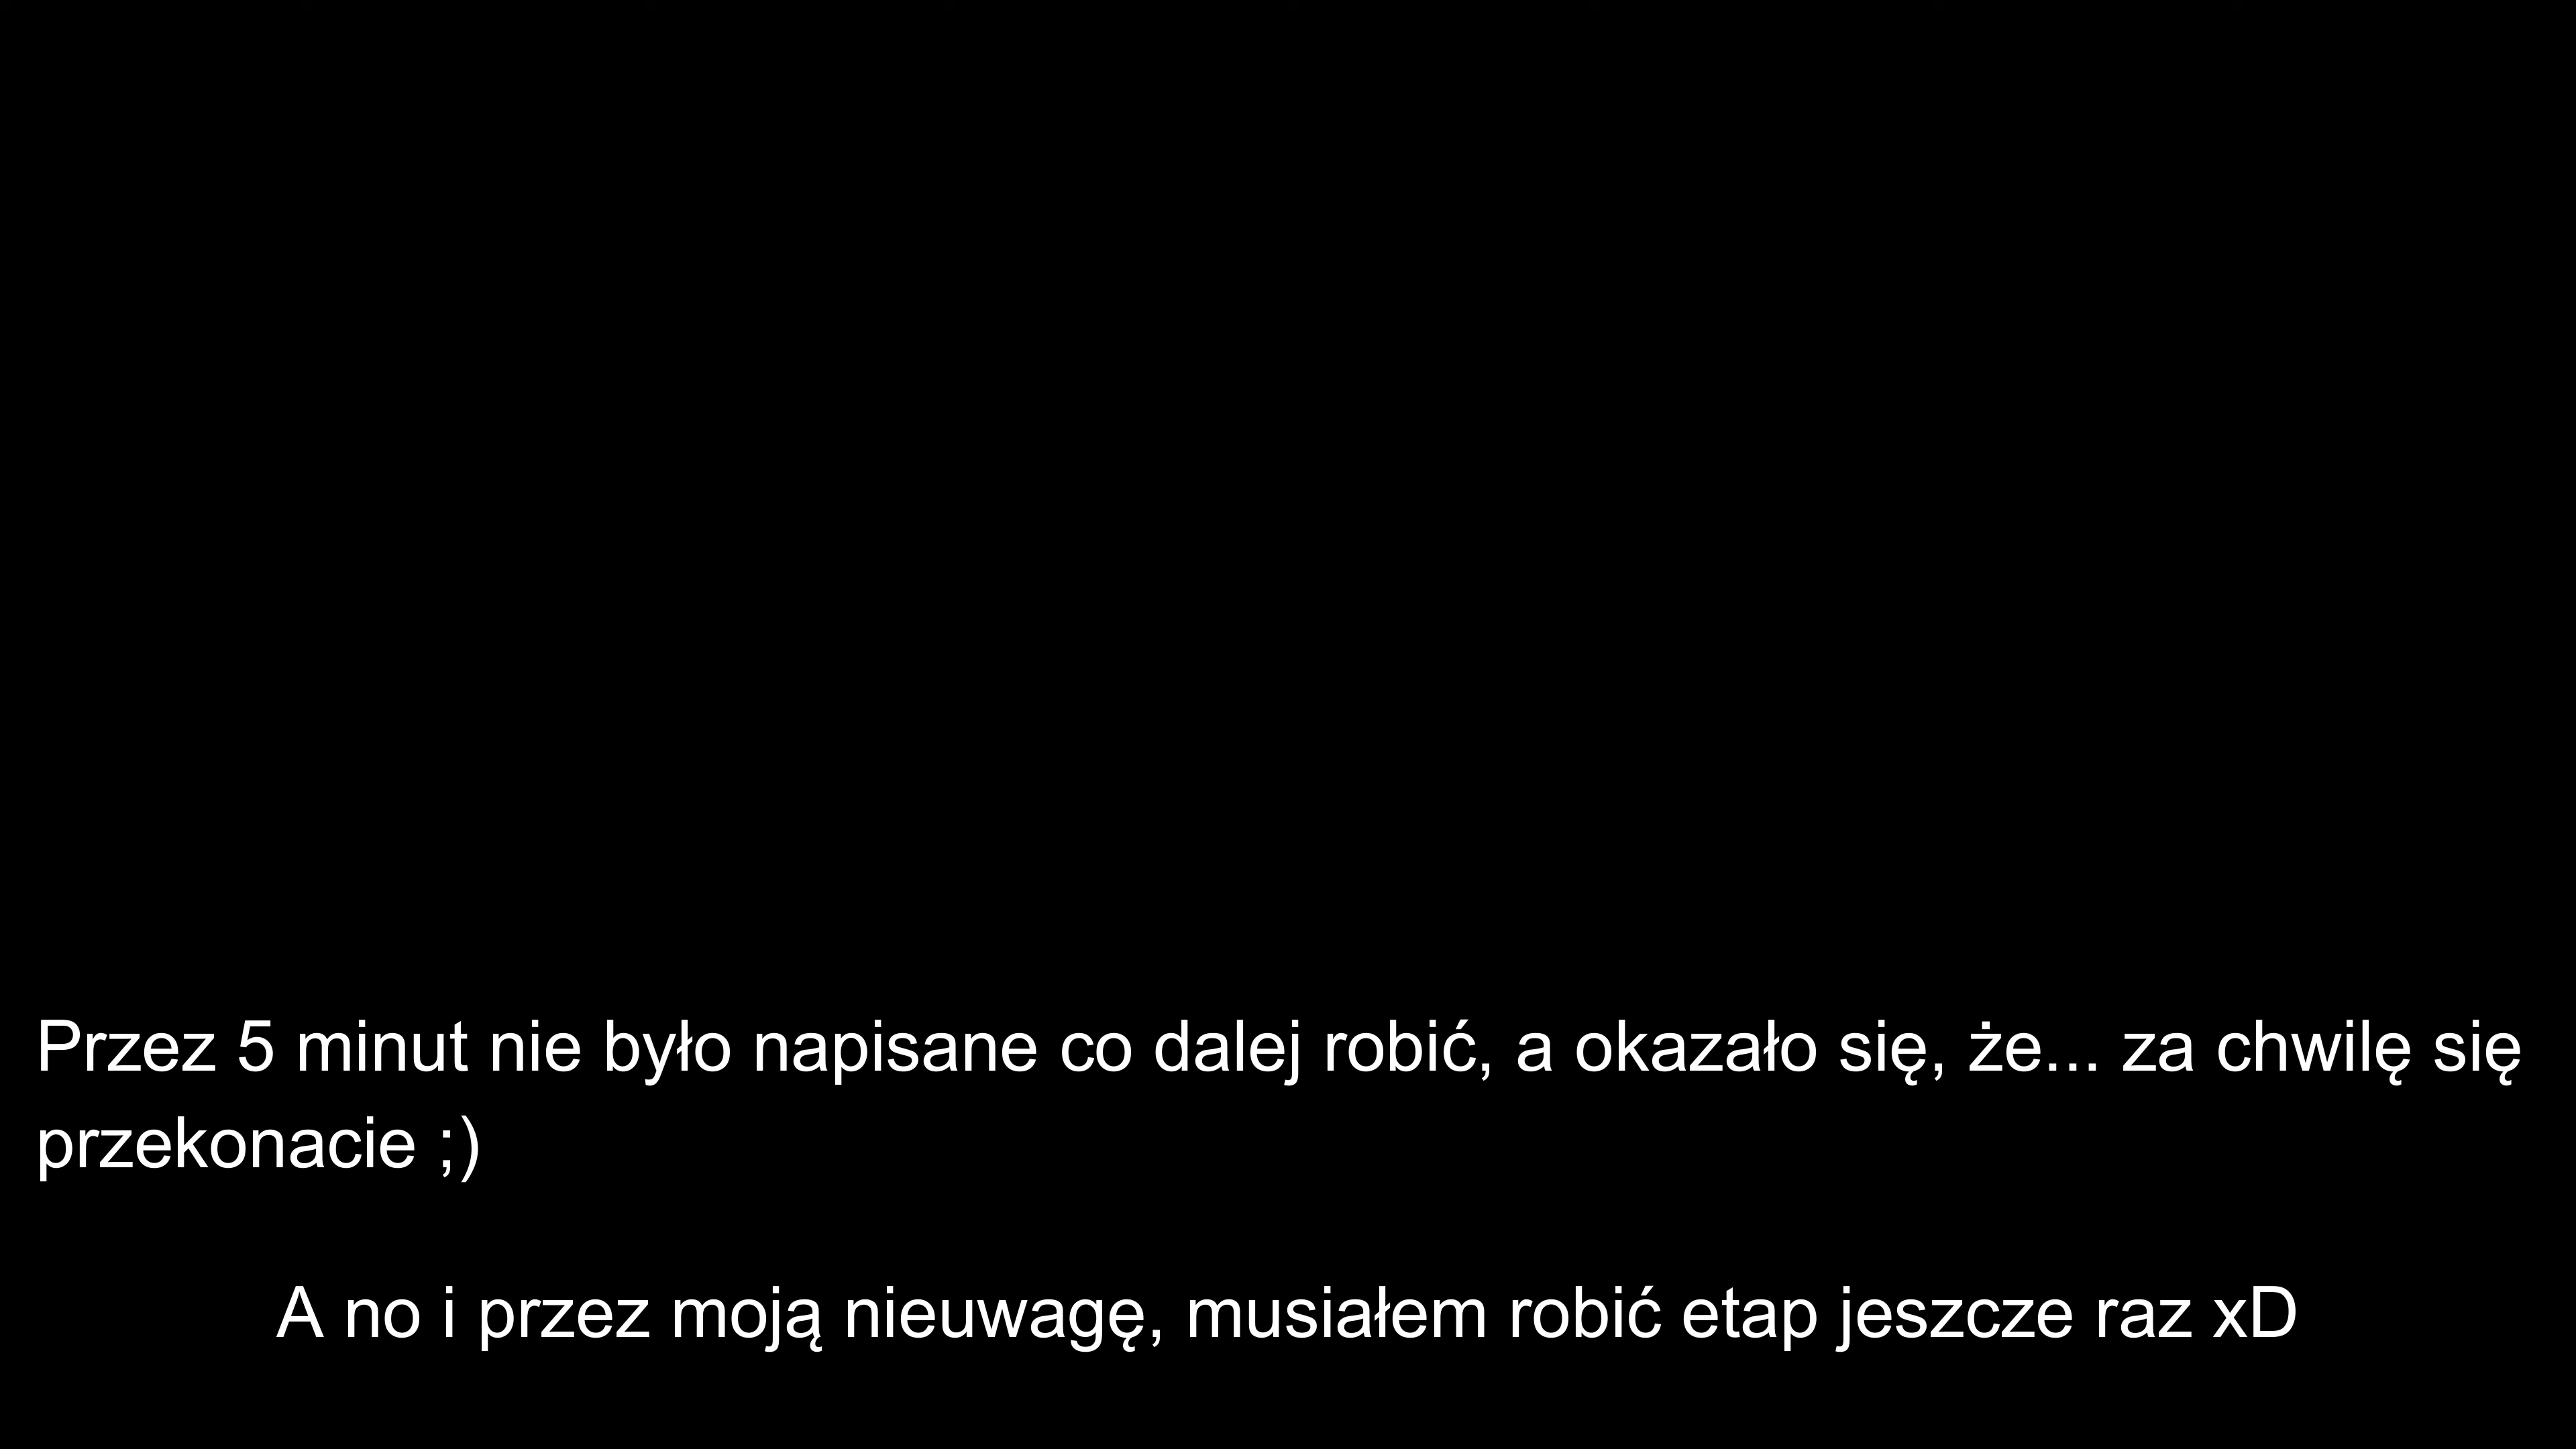 Przez 5 minut nie było napisane co dalej robić, a okazało się, że... za chwilę się
przekonacie ;)
A no i przez moją nieuwagę, musiałem robić etap jeszcze raz xD